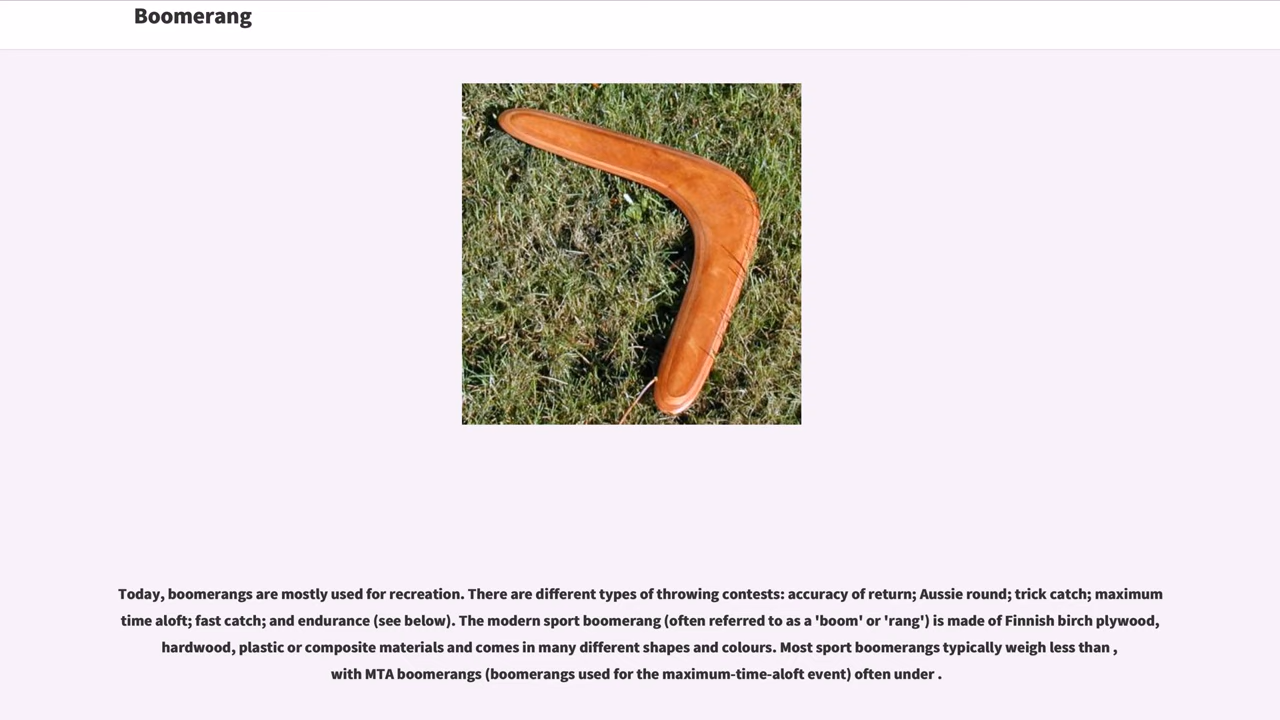 Boomerang
Today, boomerangs are mostly used for recreation. There are different types of throwing contests: accuracy of return; Aussie round; trick catch; maximum
time aloft; fast catch; and endurance (see below). The modern sport boomerang (often referred to as a 'boom' or 'rang') is made of Finnish birch plywood,
hardwood, plastic or composite materials and comes in many different shapes and colours. Most sport boomerangs typically weigh less than ,
with MTA boomerangs (boomerangs used for the maximum-time-aloft event) often under .